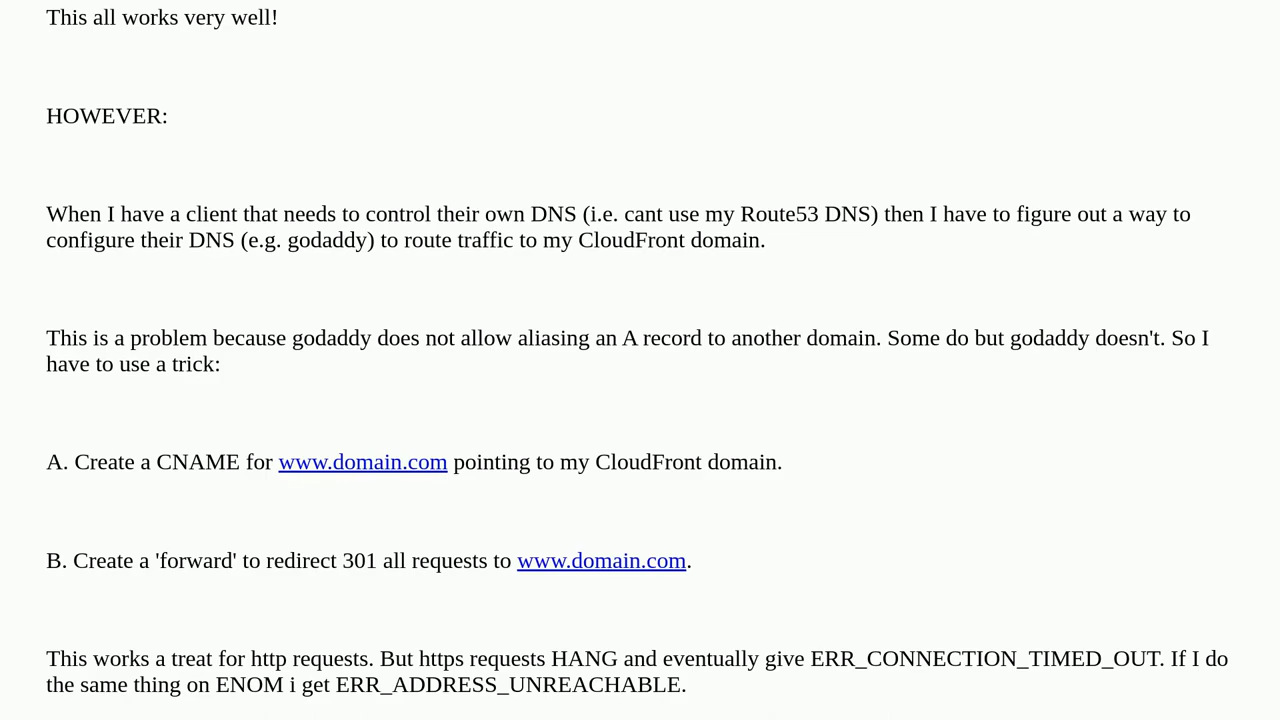 This all works very well!
HOWEVER:
When I have a client that needs to control their own DNS (i.e. cant use my Route53 DNS) then I have to figure out a way to
configure their DNS (e.g. godaddy) to route traffic to my CloudFront domain.
This is a problem because godaddy does not allow aliasing an A record to another domain. Some do but godaddy doesn't. So I
have to use a trick:
A. Create a CNAME for www.domain.com pointing to my CloudFront domain.
B. Create a 'forward' to redirect 301 all requests to www.domain.com.
This works a treat for http requests. But https requests HANG and eventually give ERR_CONNECTION_TIMED_OUT. If I do
the same thing on ENOM i get ERR_ADDRESS_UNREACHABLE.